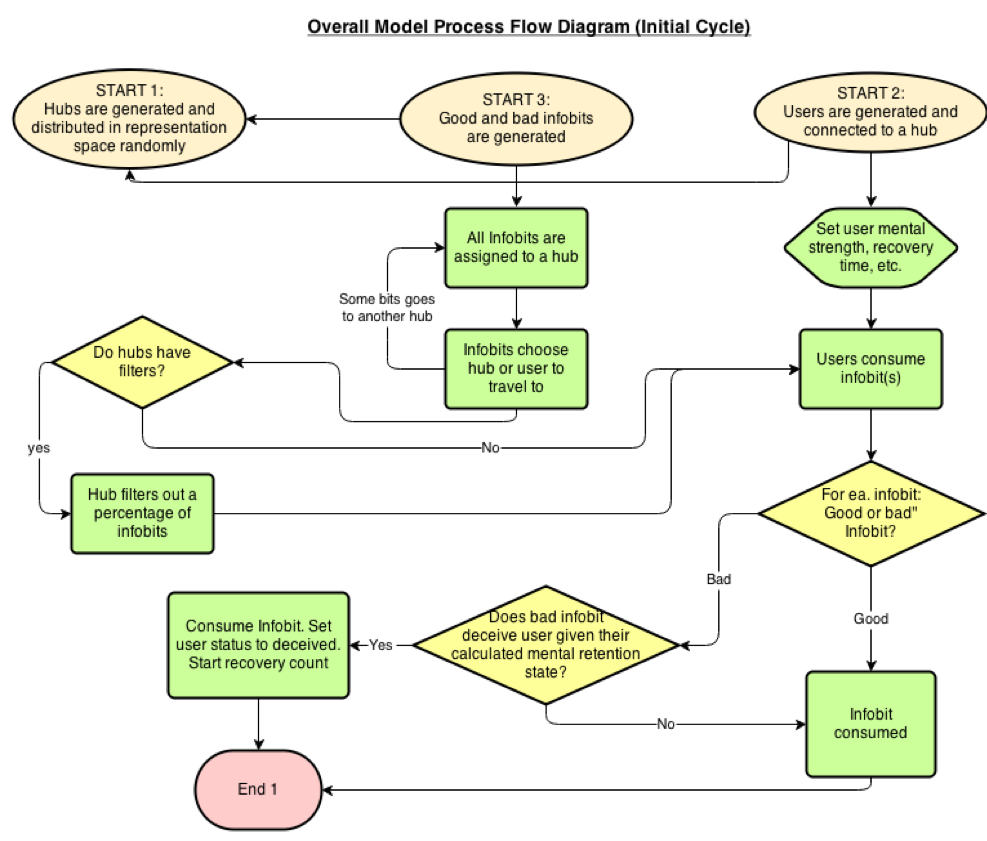 Overall Model Process Flow Diagram (Initial Cycle)
START 1:
Hubs are generated and
distributed in representation
space randomly
START 3:
Good and bad infobits
are generated
START 2:
Users are generated and
connected to a hub
All Infobits are
assigned to a hub
Set user mental
strength, recovery
time, etc.
Some bits goes
to another hub
Do hubs have
filters?
Infobits choose
hub or user to
travel to
Users consume
infobit(s)
yes
No
Hub filters out a
percentage of
infobits
For ea. infobit:
Good or bad"
Infobit?
Bad
Good
Consume Infobit. Set
user status to deceived.
Start recovery count
Yes
Does bad infobit
deceive user given their
calculated mental retention
state?
No
Infobit
consumed
End 1